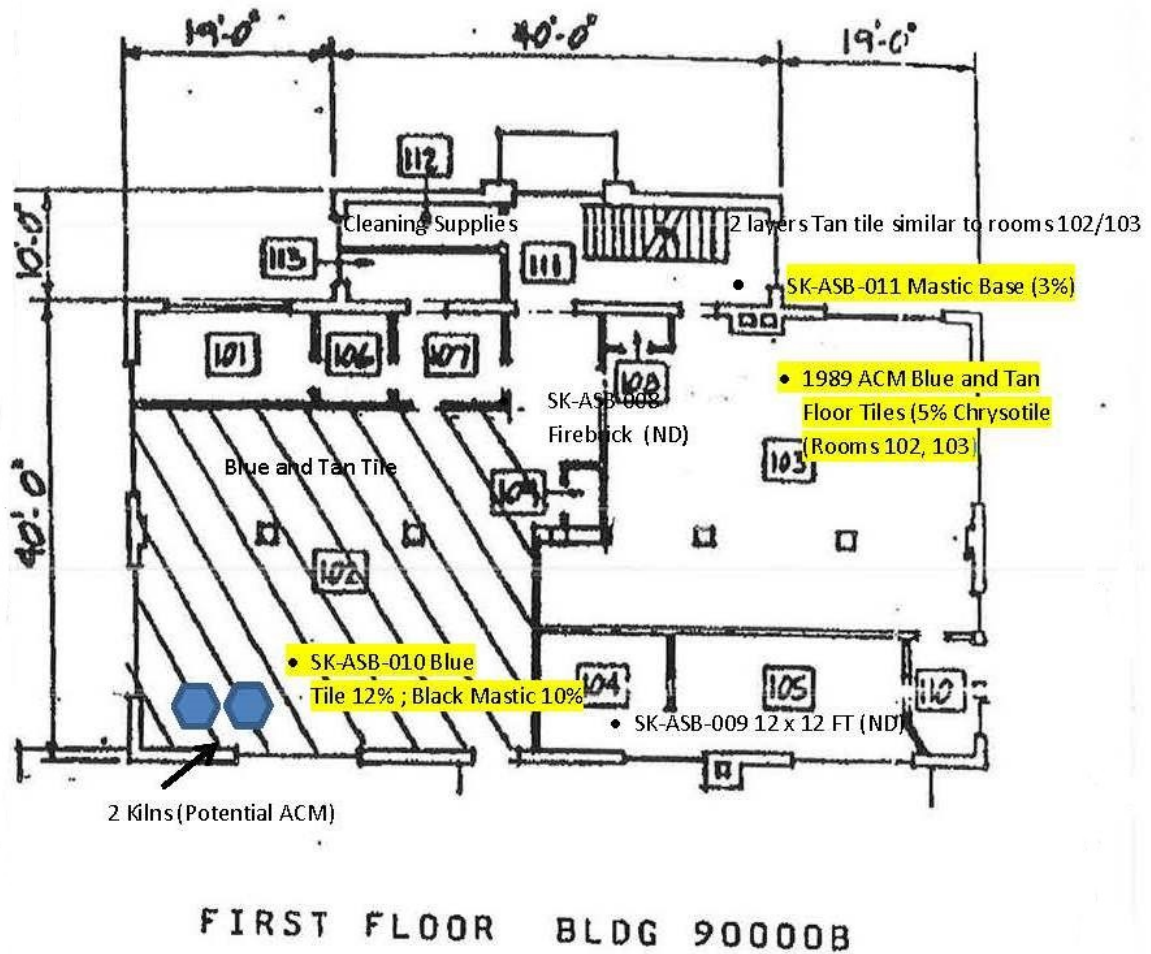 19'-0"
40'-0"
19'-0"
112
Cleaning Supplies
2 layers Tan tile similar to rooms 102/103
10'-0"
113
111
SK-ASB-011 Mastic Base (3%)
101
106
107
108
1989 ACM Blue and Tan
Floor Tiles (5% Chrysotile
(Rooms 102, 103)
SK-ASB-008
Firebrick (ND)
103
Blue and Tan Tile
109
40'-0"
102
SK-ASB-010 Blue
Tile 12% ; Black Mastic 10%
104
105
110
SK-ASB-009 12 x 12 FT (ND)
2 Kilns (Potential ACM)
FIRST FLOOR BLDG 90000B